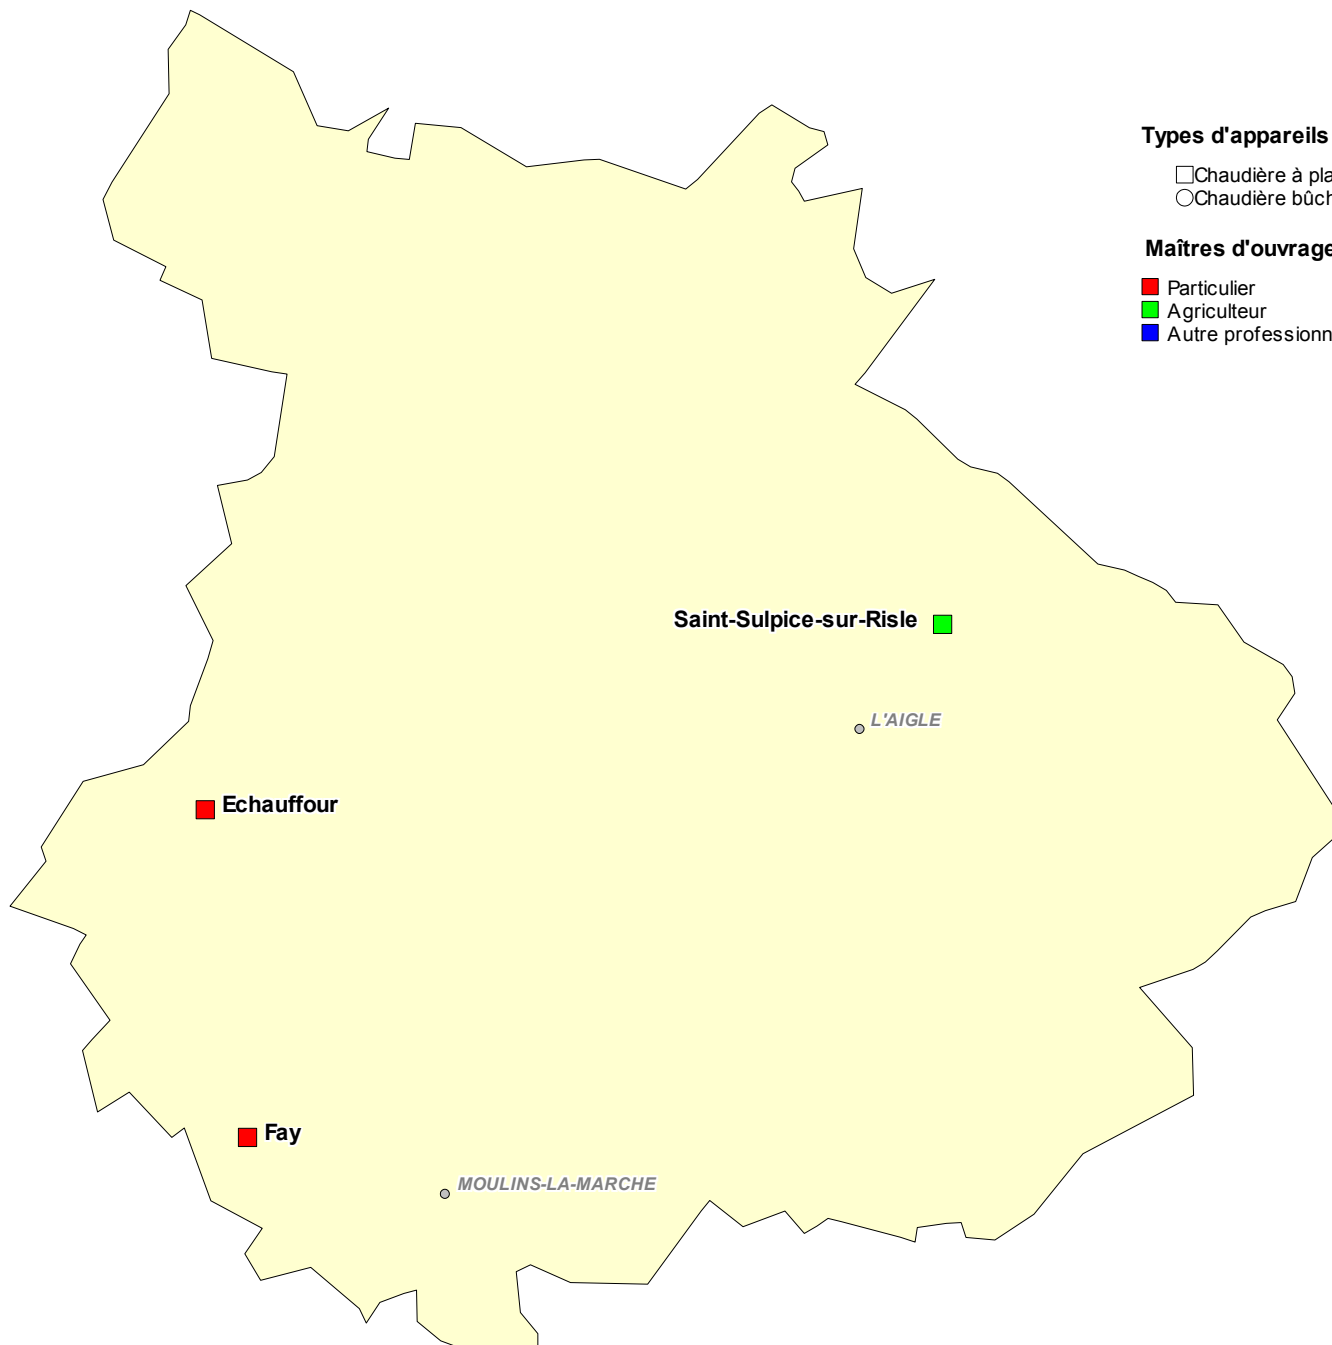 Types d'appareils
Chaudière à pla
Chaudière bûch
Maîtres d'ouvrage
Particulier
Agriculteur
Autre professionn
Saint-Sulpice-sur-Risle
L'AIGLE
Echauffour
Fay
MOULINS-LA-MARCHE